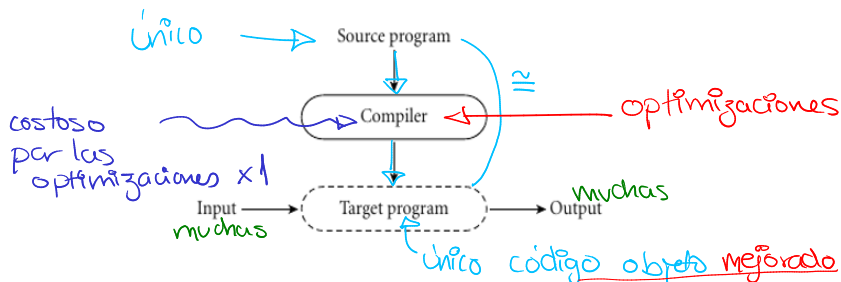 único
Source program
≅
Compiler
optimizaciones
costoso
por las
optimizaciones x1
Input
Target program
Output
muchas
muchas
único código objeto mejorado